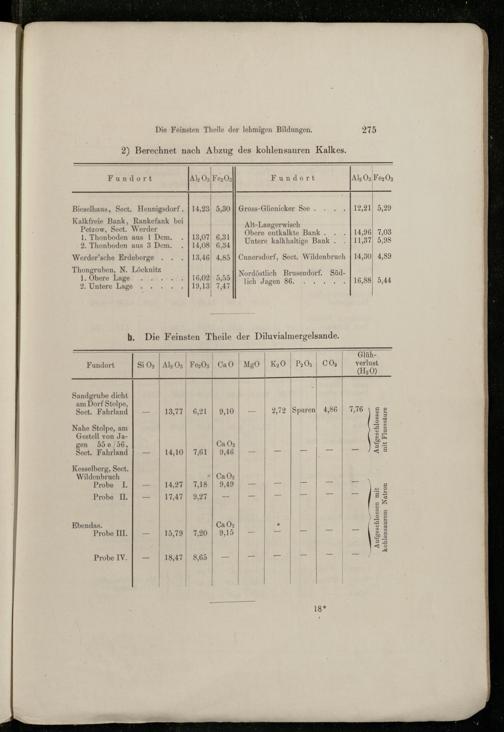 Die Feinsten Theile der lehmigen Bildungen. 275
2) Berechnet nach Abzug des kohlensauren Kalkes.
Fundort Al₂O₃ Fe₂O₃
Bieselhaus, Sect. Hennigsdorf. 14,23 5,30
Kalkfreie Bank, Rankefank bei
Petzow, Sect. Werder
1. Thonboden aus 1 Dcm. . 13,07 6,31
2. Thonboden aus 3 Dcm. . 14,08 6,34
Werder'sche Erdeberge . . . 13,46 4,85
Thongruben, N. Löcknitz
1. Obere Lage . . . . . 16,02 5,55
2. Untere Lage . . . . . 19,13 7,47
Fundort Al₂O₃ Fe₂O₃
Gross-Glienicker See . . . . 12,21 5,29
Alt-Langerwisch
Obere entkalkte Bank . . . 14,96 7,03
Untere kalkhaltige Bank . . 11,37 5,98
Cunersdorf, Sect. Wildenbruch 14,30 4,89
Nordöstlich Brusendorf. Süd-
lich Jagen 86. . . . . . 16,88 5,44
b. Die Feinsten Theile der Diluvialmergelsande.
Fundort SiO₂ Al₂O₃ Fe₂O₃ CaO MgO K₂O P₂O₅ CO₂ Glüh-
verlust
(H₂O)
Sandgrube dicht
am Dorf Stolpe,
Sect. Fahrland — 13,77 6,21 9,10 — 2,72 Spuren 4,86 7,76
Aufgeschlossen
mit Flusssäure
Nahe Stolpe, am
Gestell von Ja-
gen 55 e/56,
CaO₃
Sect. Fahrland — 14,10 7,61 9,46 — — — — —
Kesselberg, Sect.
Wildenbruch CaO₂
Probe I. — 14,27 7,18 9,49 — — — — —
Probe II. — 17,47 9,27 — — — — — —
Ebendas. CaO₂
Probe III. — 15,79 7,20 9,15 — — — — —
Probe IV. — 18,47 8,65 — — — — — —
Aufgeschlossen mit
kohlensaurem Natron
18*